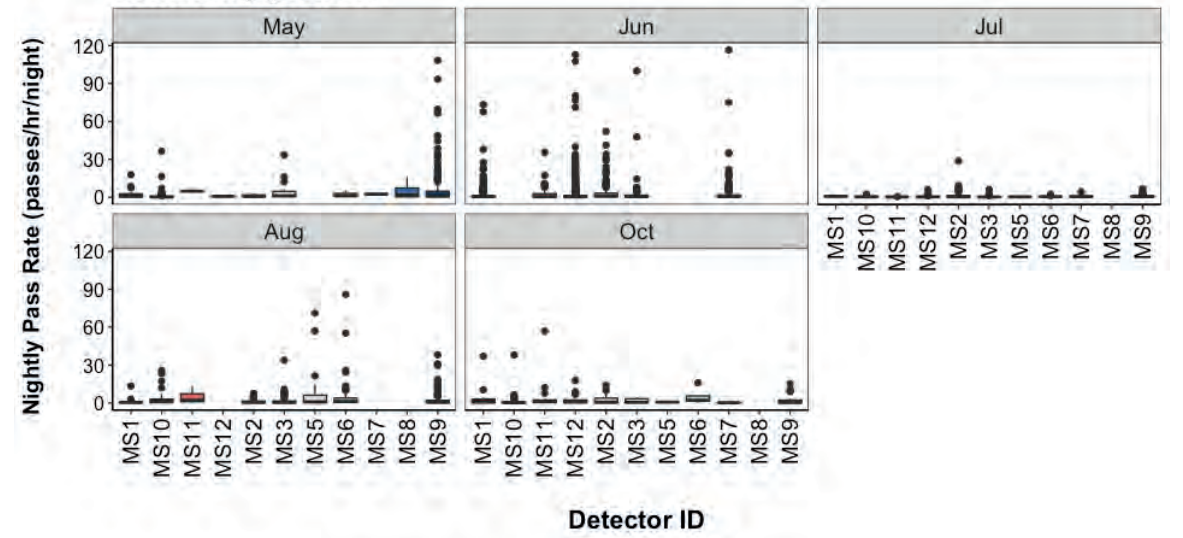 May Jun Jul
Nightly Pass Rate (passes/hr/night)
120
90
60
30
0
MS1 MS10 MS11 MS12 MS2 MS3 MS5 MS6 MS7 MS8 MS9
Aug Oct
120
90
60
30
0
MS1 MS10 MS11 MS12 MS2 MS3 MS5 MS6 MS7 MS8 MS9 MS1 MS10 MS11 MS12 MS2 MS3 MS5 MS6 MS7 MS8 MS9
Detector ID